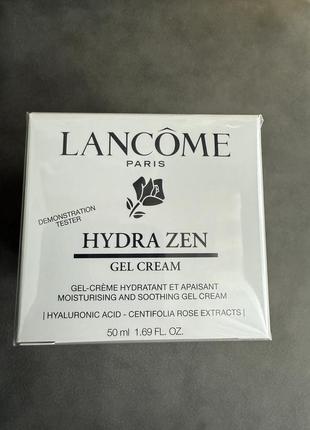 LANCÔME
PARIS
DEMONSTRATION
TESTER
HYDRA ZEN
GEL CREAM
GEL-CRÈME HYDRATANT ET APAISANT
MOISTURISING AND SOOTHING GEL CREAM
| HYALURONIC ACID - CENTIFOLIA ROSE EXTRACTS |
50 ml 1.69 FL. OZ.